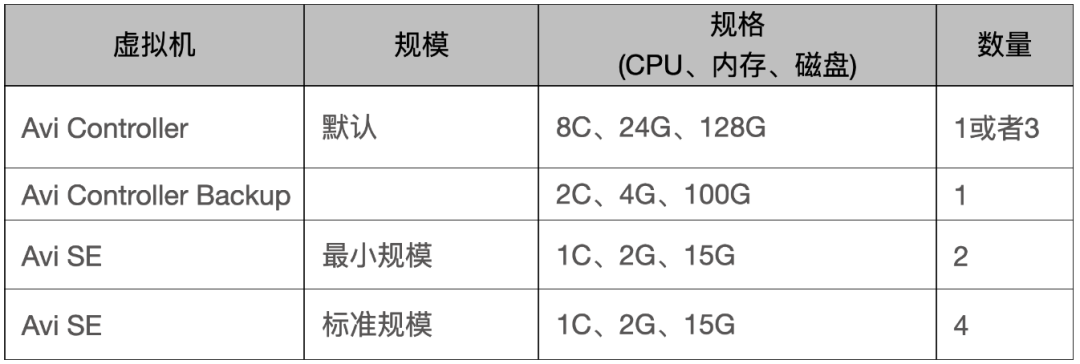 虚拟机 规模 规格 数量
(CPU、内存、磁盘)
Avi Controller 默认 8C、24G、128G 1或者3
Avi Controller Backup 2C、4G、100G 1
Avi SE 最小规模 1C、2G、15G 2
Avi SE 标准规模 1C、2G、15G 4